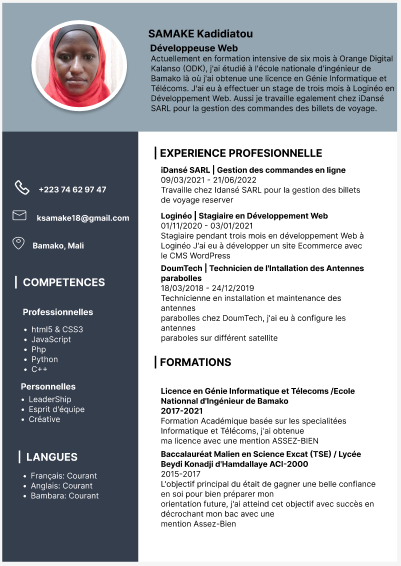 SAMAKE Kadidiatou
Développeuse Web
Actuellement en formation intensive de six mois à Orange Digital
Kalanso (ODK), j'ai étudié à l'école nationale d'ingénieur de
Bamako là où j'ai obtenue une licence en Génie Informatique et
Télécoms. J'ai eu à effectuer un stage de trois mois à Loginéo en
Développement Web. Aussi je travaille egalement chez iDansé
SARL pour la gestion des commandes des billets de voyage.
+223 74 62 97 47
ksamake18@gmail.com
Bamako, Mali
COMPETENCES
Professionnelles
html5 & CSS3
JavaScript
Php
Python
C++
Personnelles
LeaderShip
Esprit d'équipe
Créative
LANGUES
Français: Courant
Anglais: Courant
Bambara: Courant
EXPERIENCE PROFESIONNELLE
iDansé SARL | Gestion des commandes en ligne
09/03/2021 - 21/06/2022
Travaille chez Idansé SARL pour la gestion des billets
de voyage reserver
Loginéo | Stagiaire en Développement Web
01/11/2020 - 03/01/2021
Stagiaire pendant trois mois en développement Web à
Loginéo J'ai eu à développer un site Ecommerce avec
le CMS WordPress
DoumTech | Technicien de l'Intallation des Antennes
parabolles
18/03/2018 - 24/12/2019
Technicienne en installation et maintenance des
antennes
parabolles chez DoumTech, j'ai eu à configure les
antennes
paraboles sur différent satellite
FORMATIONS
Licence en Génie Informatique et Télecoms /Ecole
Nationnal d'Ingénieur de Bamako
2017-2021
Formation Académique basée sur les specialitées
Informatique et Télécoms, j'ai obtenue
ma licence avec une mention ASSEZ-BIEN
Baccalauréat Malien en Science Excat (TSE) / Lycée
Beydi Konadji d'Hamdallaye ACI-2000
2015-2017
L'objectif principal du était de gagner une belle confiance
en soi pour bien préparer mon
orientation future, j'ai atteind cet objectif avec succès en
décrochant mon bac avec une
mention Assez-Bien